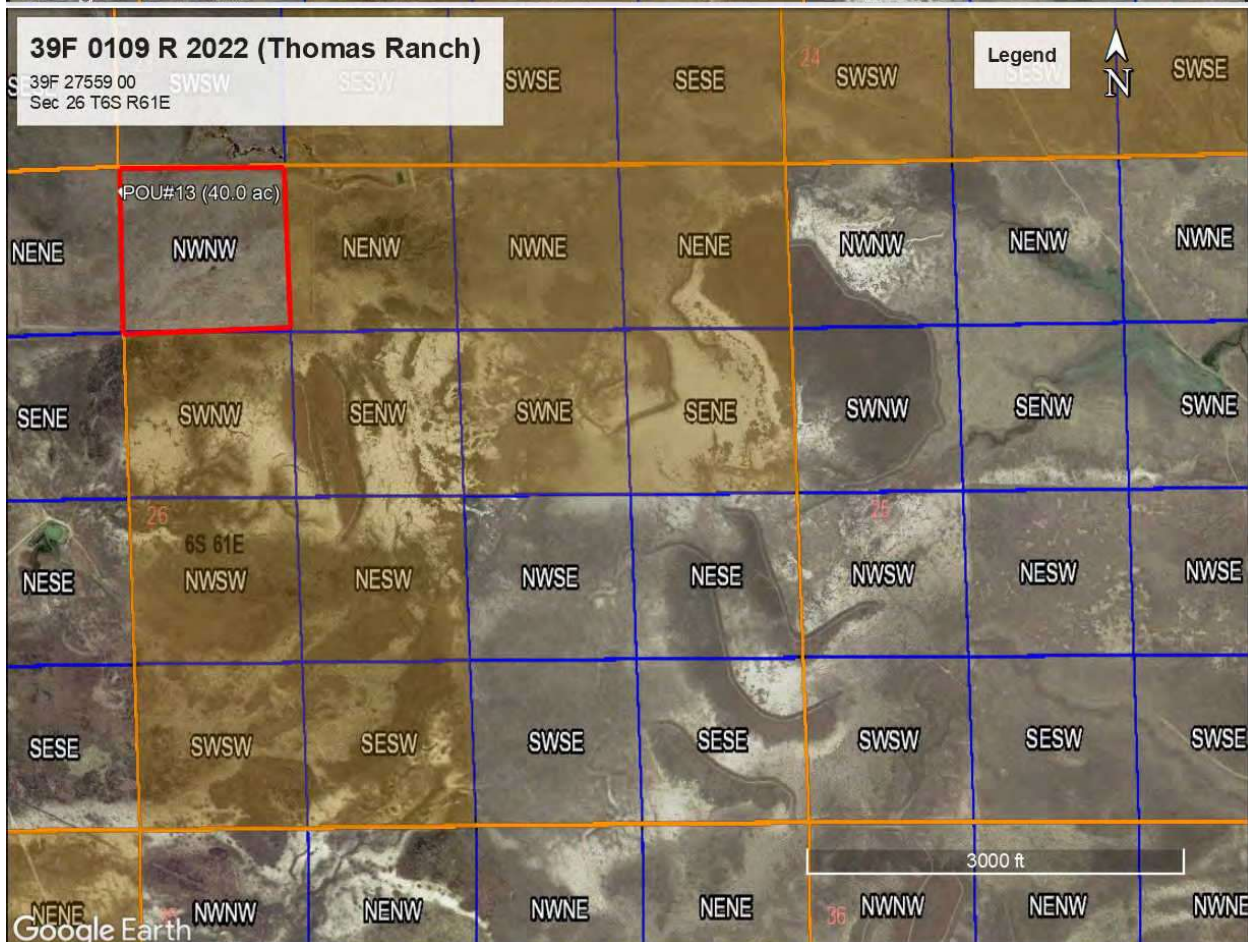 39F 0109 R 2022 (Thomas Ranch)
39F 27559 00
Sec 26 T6S R61E
Legend
N
SWSW SESW SWSE SESE 24 SWSW SESW SWSE
POU#13 (40.0 ac)
NENE NWNW NENW NWNE NENE NWNW NENW NWNE
SENE SWNW SENW SWNE SENE SWNW SENW SWNE
26 25
6S 61E
NESE NWSW NESW NWSE NESE NWSW NESW NWSE
SESE SWSW SESW SWSE SESE SWSW SESW SWSE
3000 ft
NENE NWNW NENW NWNE NENE 36 NWNW NENW NWNE
Google Earth